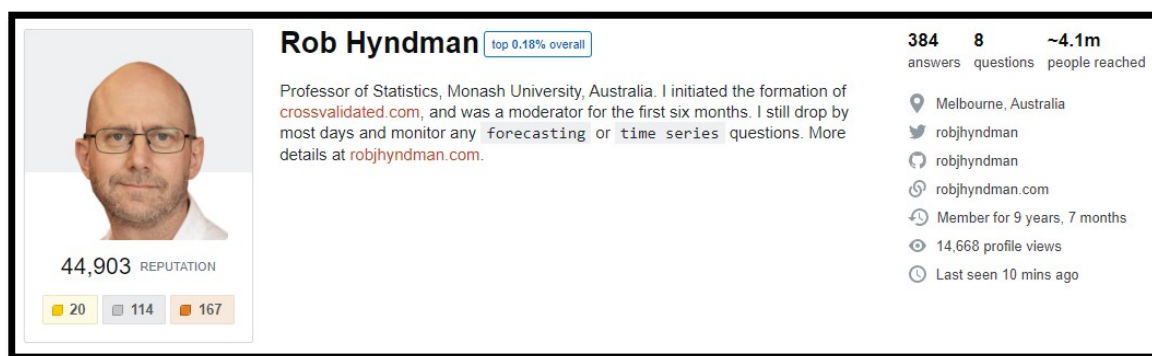 Rob Hyndman top 0.18% overall
Professor of Statistics, Monash University, Australia. I initiated the formation of
crossvalidated.com, and was a moderator for the first six months. I still drop by
most days and monitor any forecasting or time series questions. More
details at robjhyndman.com.
44,903 REPUTATION
20 114 167
384 8 ~4.1m
answers questions people reached
Melbourne, Australia
robjhyndman
robjhyndman
robjhyndman.com
Member for 9 years, 7 months
14,668 profile views
Last seen 10 mins ago